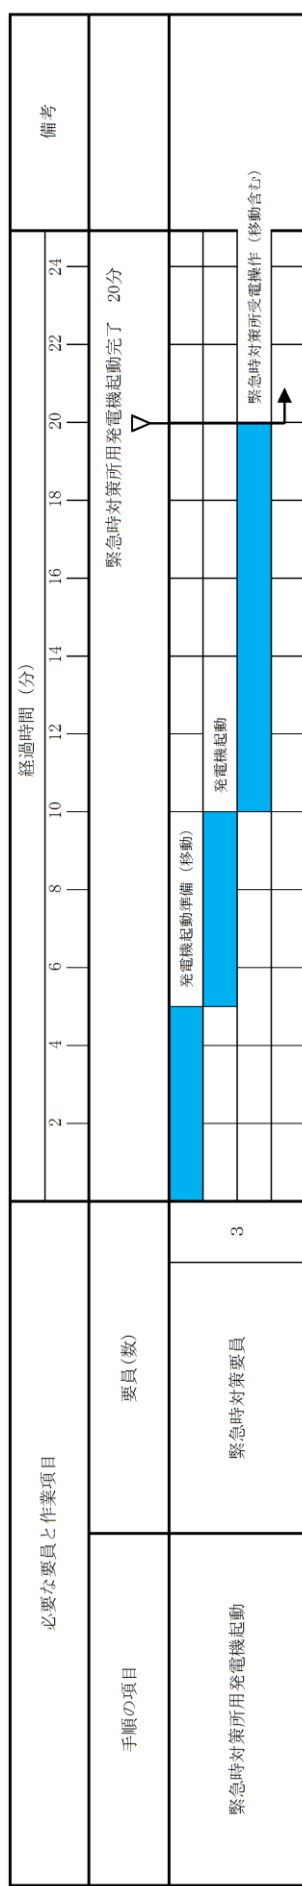 必要な要員と作業項目
経過時間（分）
備考
2 4 6 8 10 12 14 16 18 20 22 24
手順の項目
要員(数)
緊急時対策所用発電機起動完了 20分
緊急時対策所用発電機起動
緊急時対策要員
3
発電機起動準備（移動）
発電機起動
緊急時対策所受電操作（移動含む）